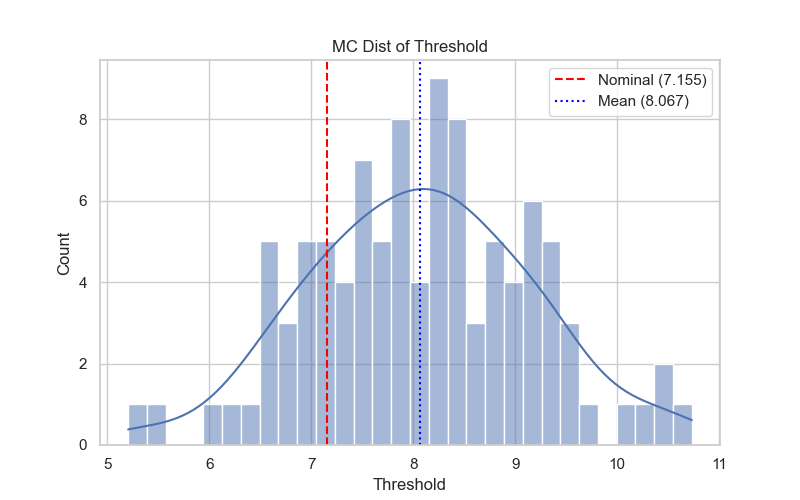 MC Dist of Threshold
Nominal (7.155)
Mean (8.067)
Count
8
6
4
2
0
5 6 7 8 9 10 11
Threshold